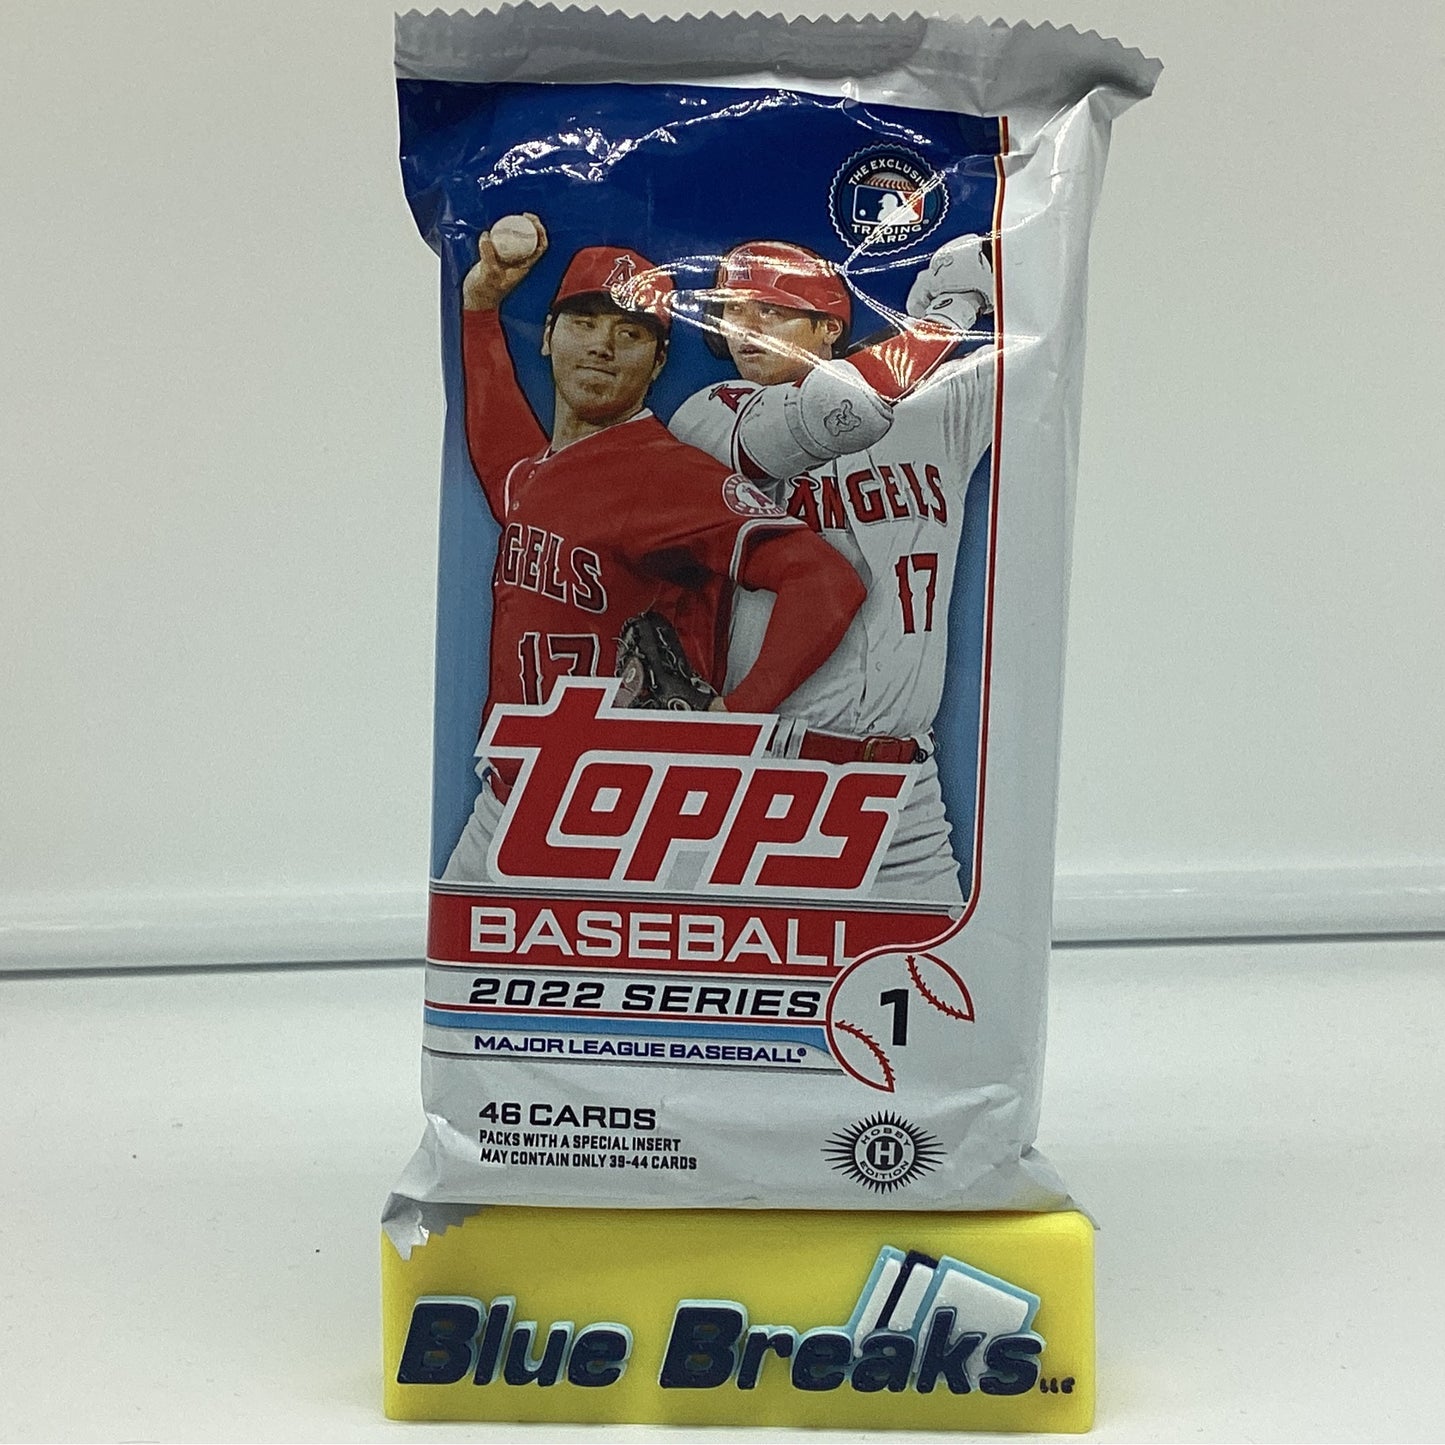 THE EXCLUSIVE
TRADING
CARD
A
A
A
ANGELS
17
GELS
17
TOPPS
BASEBALL
2022 SERIES
1
MAJOR LEAGUE BASEBALL®
46 CARDS
PACKS WITH A SPECIAL INSERT
MAY CONTAIN ONLY 39-44 CARDS
HOBBY
H
EDITION
Blue Breaks LLC